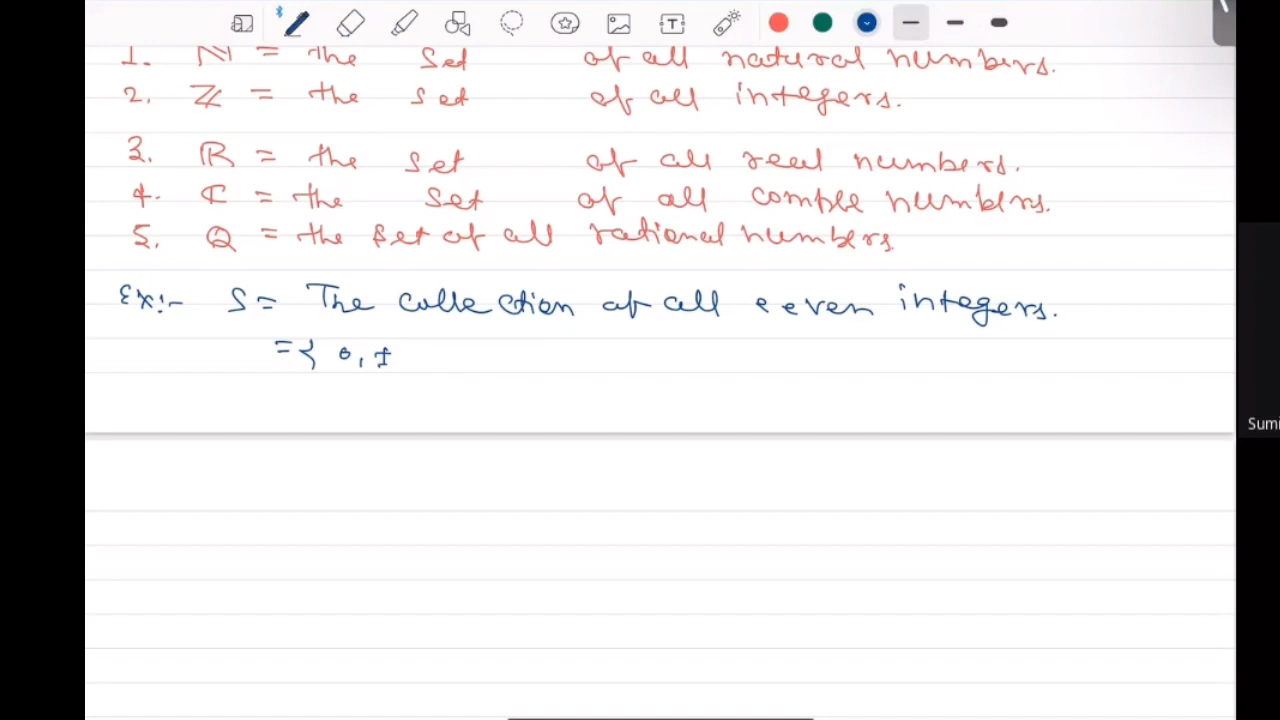 1. N = the set of all natural numbers.
2. ℤ = the set of all integers.
3. ℝ = the set of all real numbers.
4. ℂ = the set of all comple numbers.
5. Q = the set of all rational numbers.
Ex:- S = The collection of all e even integers.
= { 0, ±
Sumi